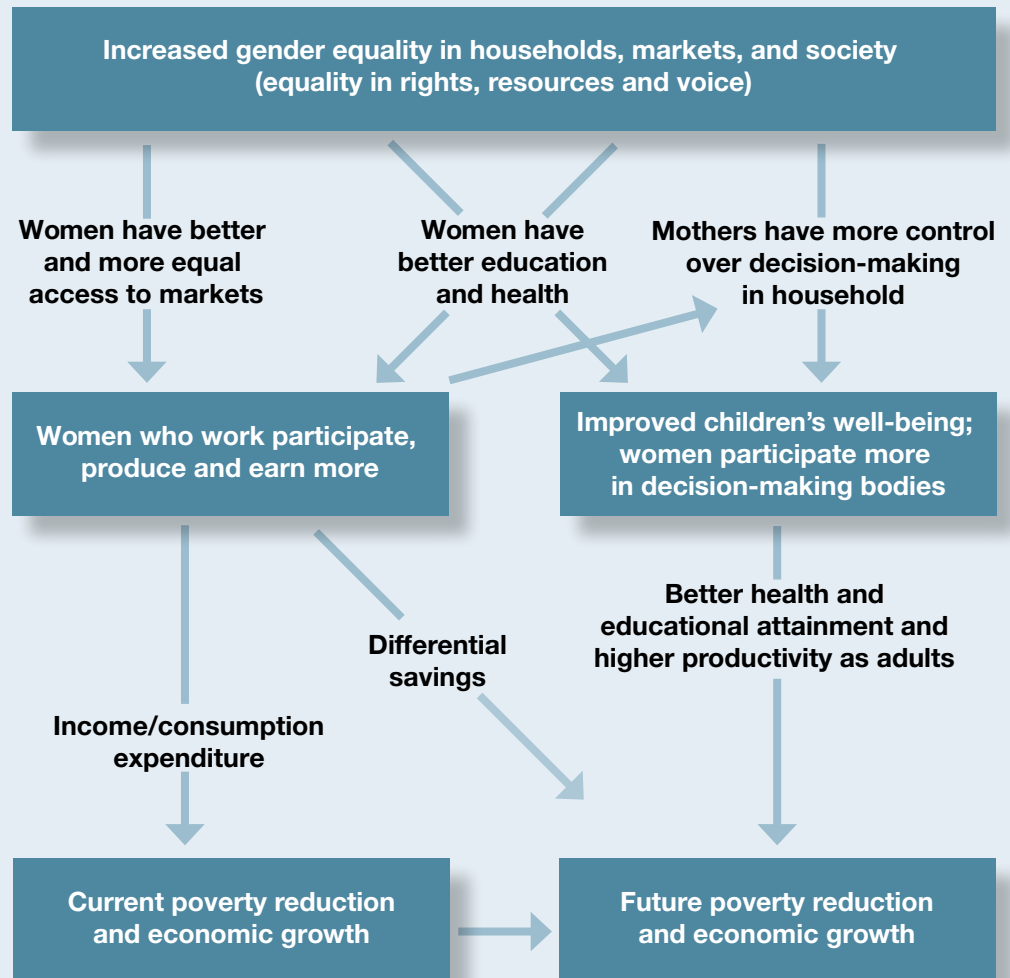 Increased gender equality in households, markets, and society
(equality in rights, resources and voice)
Women have better
and more equal
access to markets
Women have
better education
and health
Mothers have more control
over decision-making
in household
Women who work participate,
produce and earn more
Improved children’s well-being;
women participate more
in decision-making bodies
Better health and
educational attainment and
higher productivity as adults
Differential
savings
Income/consumption
expenditure
Current poverty reduction
and economic growth
Future poverty reduction
and economic growth